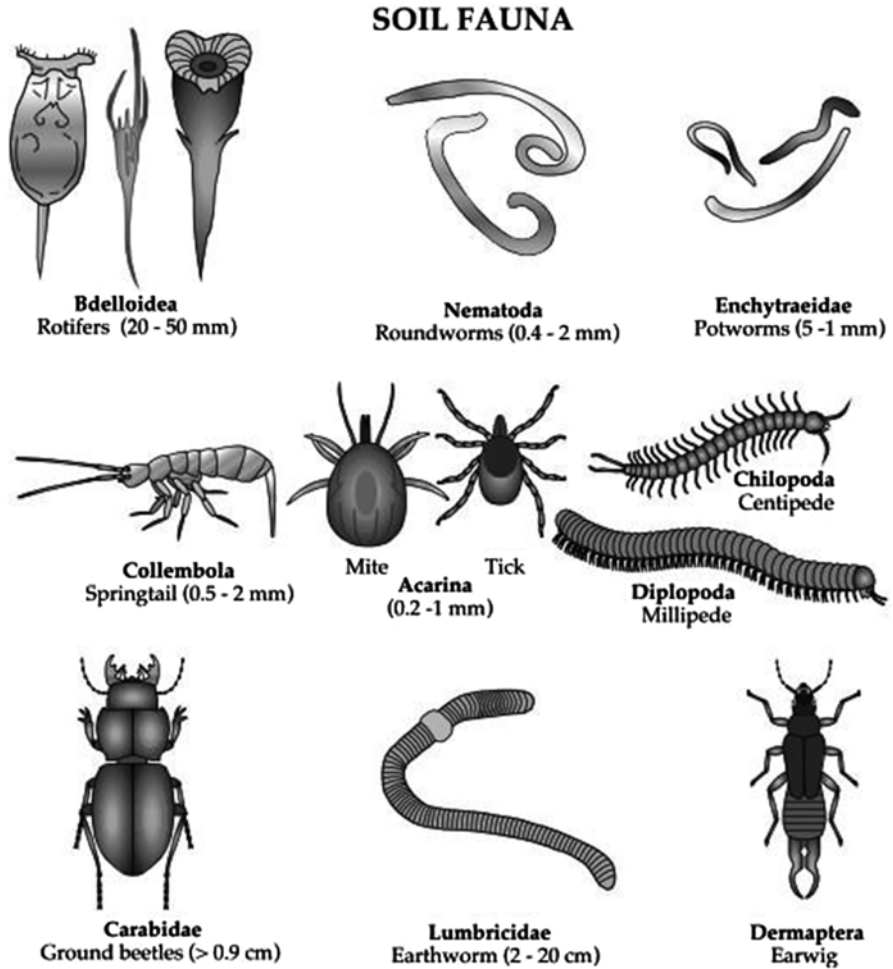 SOIL FAUNA
Bdelloidea
Rotifers (20 - 50 mm)
Nematoda
Roundworms (0.4 - 2 mm)
Enchytraeidae
Potworms (5 -1 mm)
Collembola
Springtail (0.5 - 2 mm)
Mite
Tick
Acarina
(0.2 -1 mm)
Chilopoda
Centipede
Diplopoda
Millipede
Carabidae
Ground beetles (> 0.9 cm)
Lumbricidae
Earthworm (2 - 20 cm)
Dermaptera
Earwig